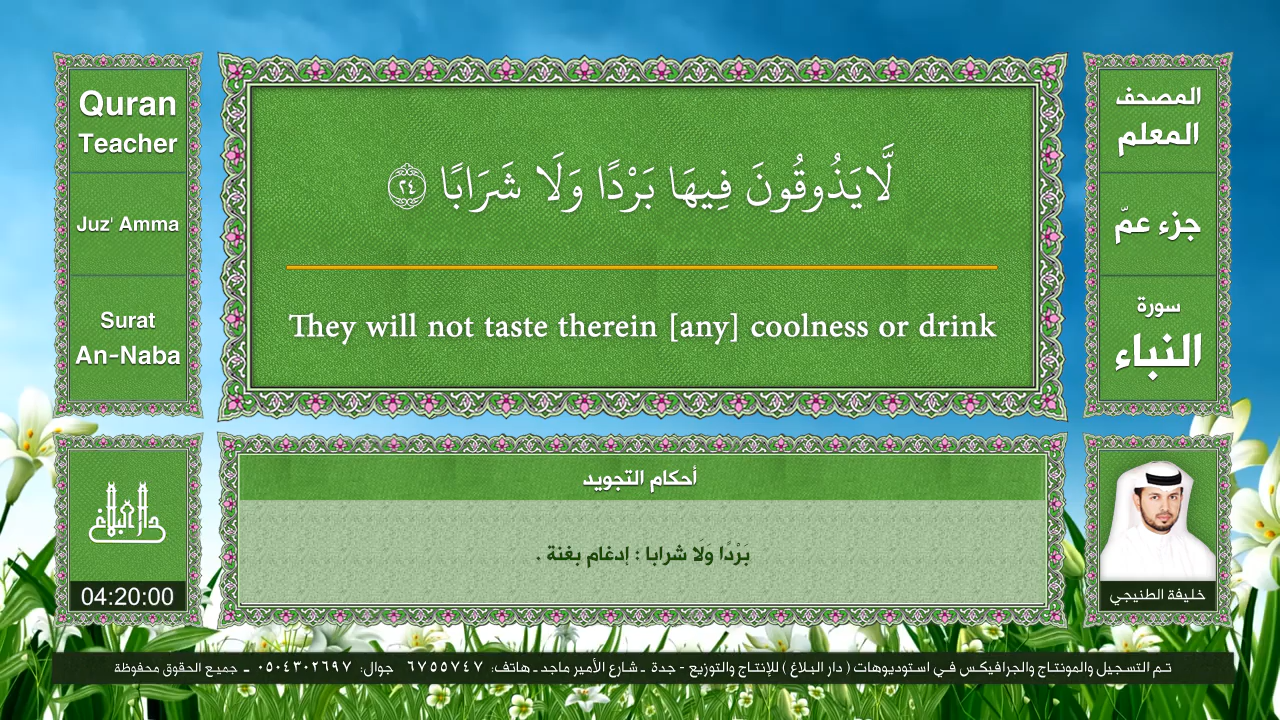 Quran
Teacher
Juz' Amma
Surat
An-Naba
لَّا يَذُوقُونَ فِيهَا بَرْدًا وَلَا شَرَابًا ٢٤
They will not taste therein [any] coolness or drink
المصحف
المعلم
جزء عمّ
سورة
النباء
دار البلاغ
04:20:00
أحكام التجويد
بَرْدًا وَلَا شرابا : إدغام بغنة .
خليفة الطنيجي
تم التسجيل والمونتاج والجرافيكس في استوديوهات ( دار البلاغ ) للإنتاج والتوزيع - جدة - شارع الأمير ماجد - هاتف: ٦٧٥٥٧٤٧ جوال: ٠٥٠٤٣٠٢٦٩٧ - جميع الحقوق محفوظة